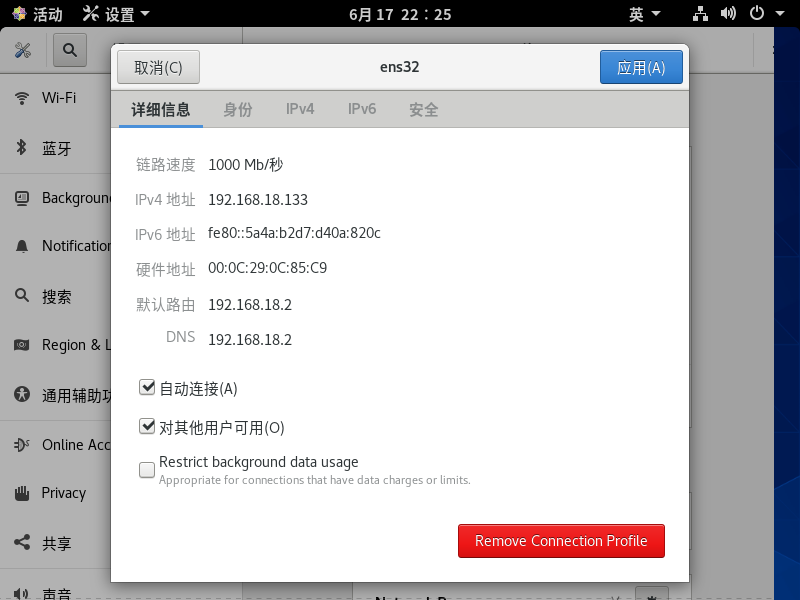 活动 设置 6月 17 22：25 英
取消(C) ens32 应用(A)
详细信息 身份 IPv4 IPv6 安全
Wi-Fi
蓝牙
Background
Notification
搜索
Region & L
通用辅助功
Online Acc
Privacy
共享
声音
链路速度 1000 Mb/秒
IPv4 地址 192.168.18.133
IPv6 地址 fe80::5a4a:b2d7:d40a:820c
硬件地址 00:0C:29:0C:85:C9
默认路由 192.168.18.2
DNS 192.168.18.2
自动连接(A)
对其他用户可用(O)
Restrict background data usage
Appropriate for connections that have data charges or limits.
Remove Connection Profile